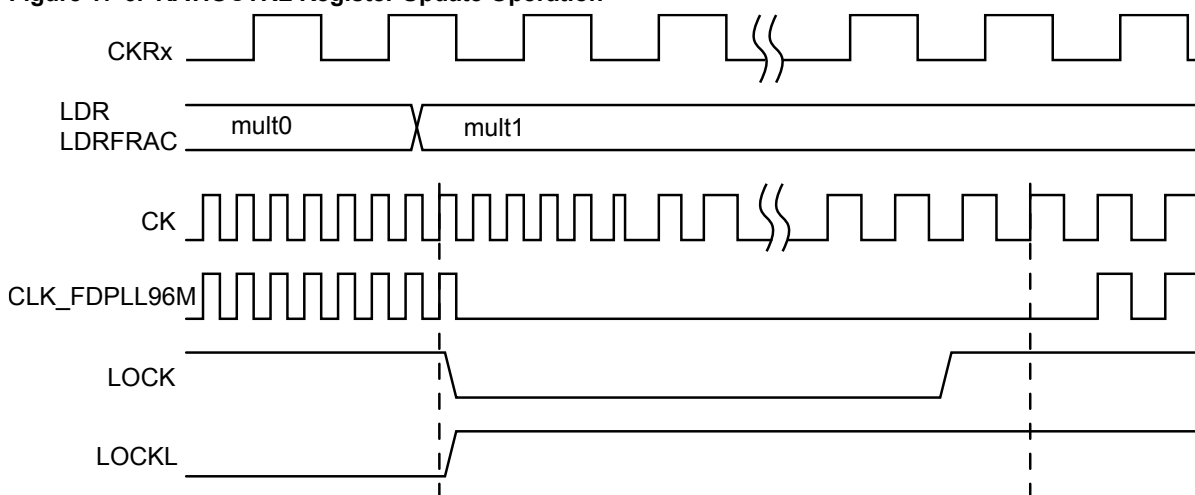 CKRx
LDR
LDRFRAC
mult0
mult1
CK
CLK_FDPLL96M
LOCK
LOCKL